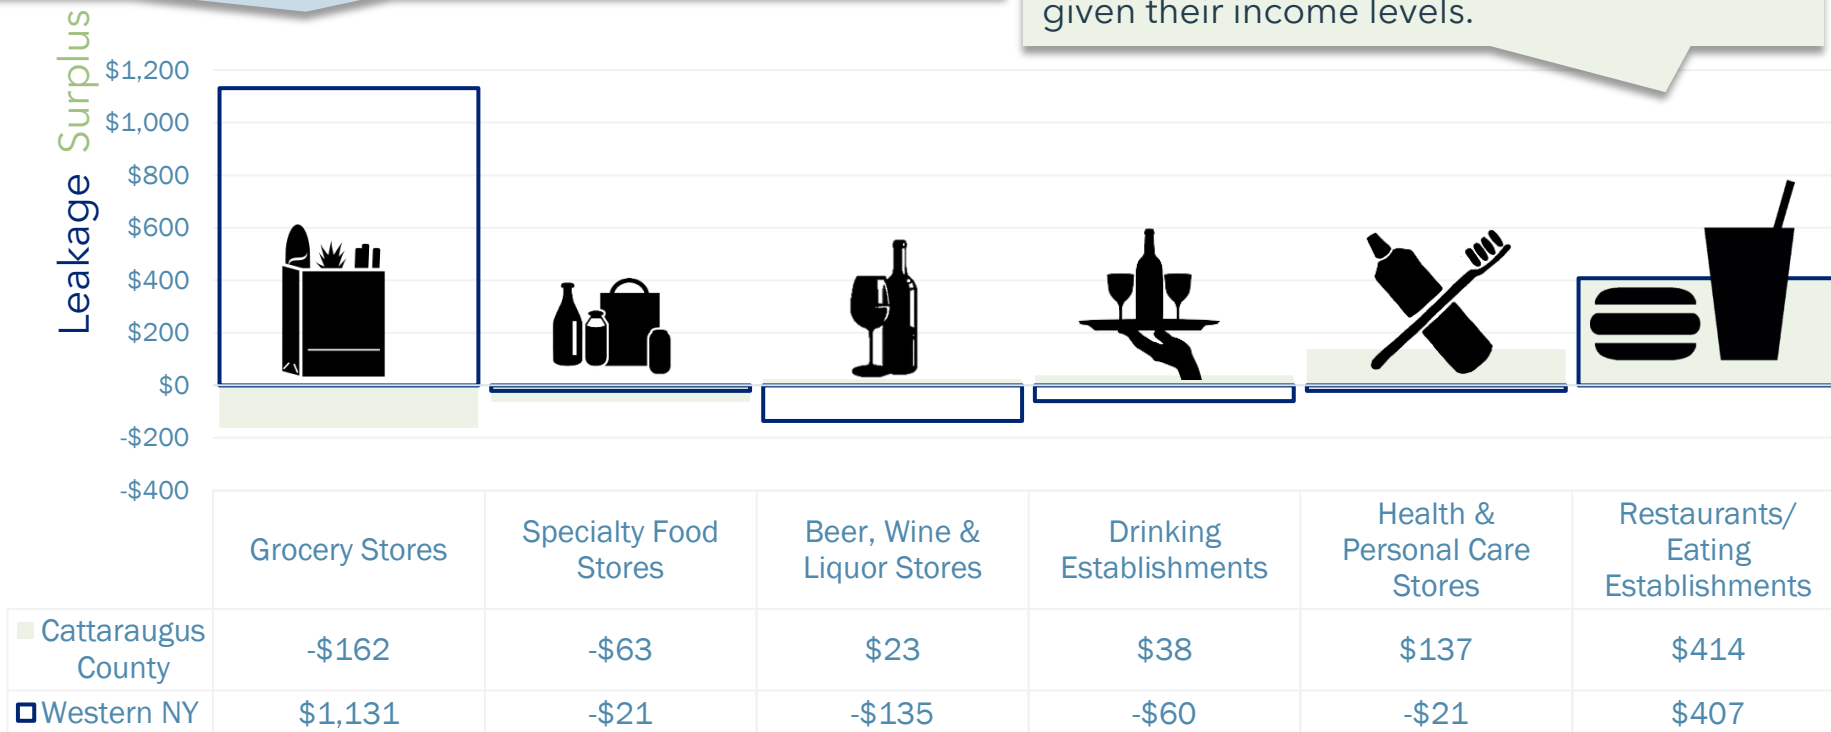 given their income levels.
Leakage Surplus
$1,200
$1,000
$800
$600
$400
$200
$0
-$200
-$400
Grocery Stores
Specialty Food
Stores
Beer, Wine &
Liquor Stores
Drinking
Establishments
Health &
Personal Care
Stores
Restaurants/
Eating
Establishments
Cattaraugus
County
-$162
-$63
$23
$38
$137
$414
Western NY
$1,131
-$21
-$135
-$60
-$21
$407